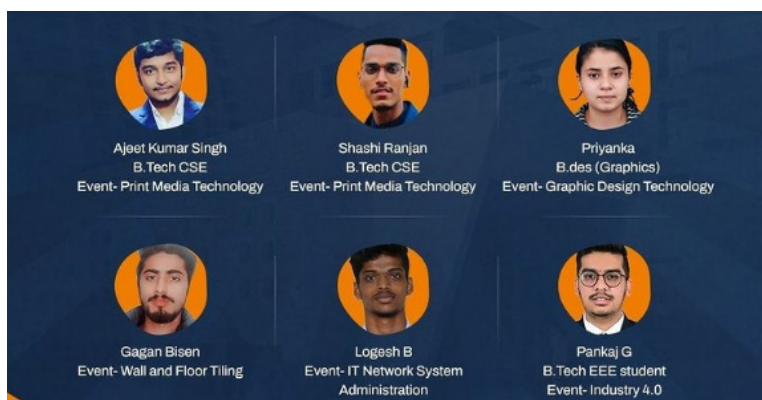 Ajeet Kumar Singh
B.Tech CSE
Event- Print Media Technology
Shashi Ranjan
B.Tech CSE
Event- Print Media Technology
Priyanka
B.des (Graphics)
Event- Graphic Design Technology
Gagan Bisen
Event- Wall and Floor Tiling
Logesh B
Event- IT Network System
Administration
Pankaj G
B.Tech EEE student
Event- Industry 4.0